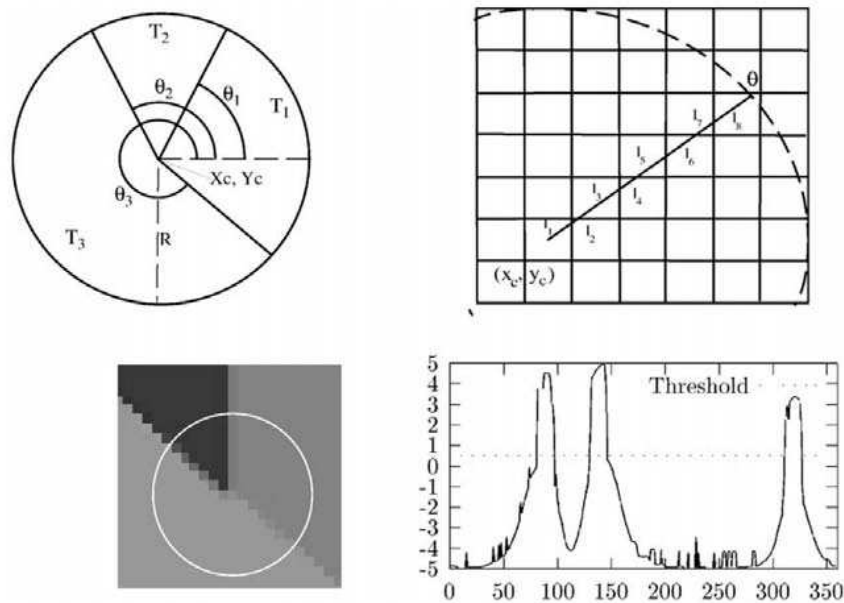 T2
θ2
θ1
T1
Xc, Yc
θ3
T3
R
θ
l7
l8
l5
l6
l3
l4
l1
l2
(xc, yc)
5
4
3
2
1
0
-1
-2
-3
-4
-5
Threshold
0 50 100 150 200 250 300 350